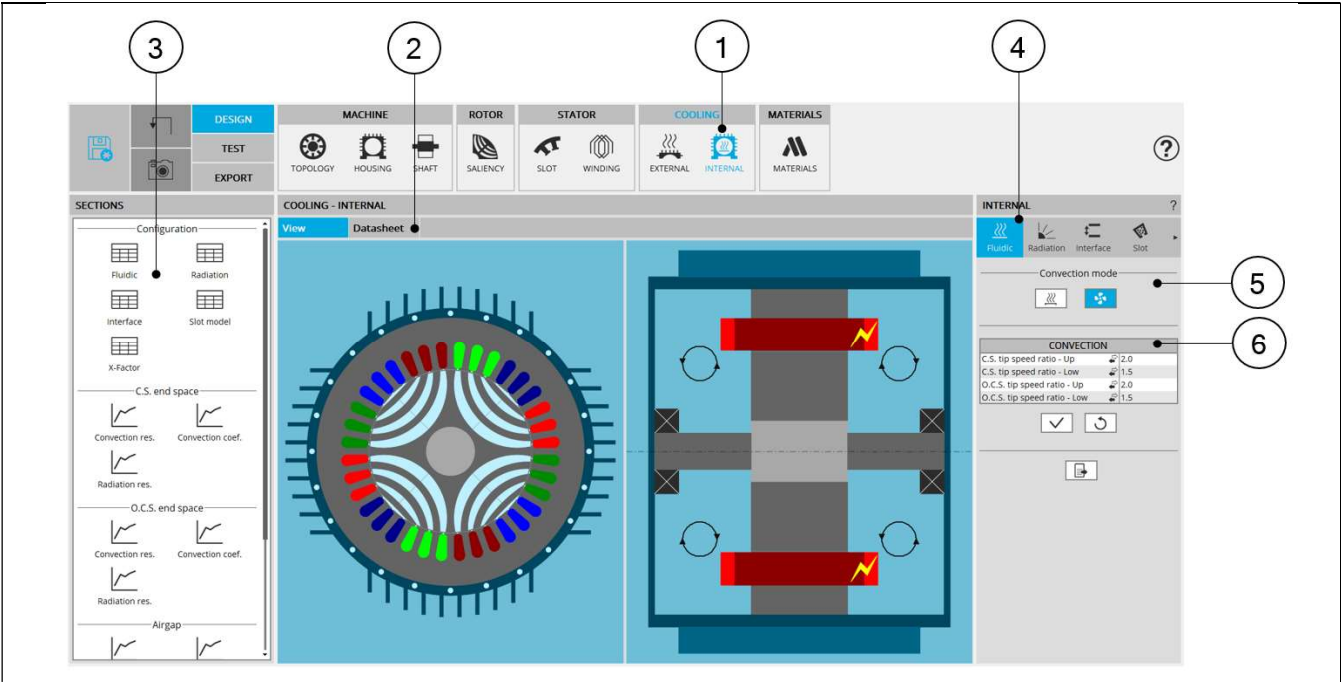 3
2
1
4
DESIGN
TEST
EXPORT
MACHINE
TOPOLOGY HOUSING SHAFT
ROTOR
SALIENCY
STATOR
SLOT WINDING
COOLING
EXTERNAL INTERNAL
MATERIALS
MATERIALS
?
SECTIONS
Configuration
Fluidic Radiation
Interface Slot model
X-Factor
C.S. end space
Convection res. Convection coef.
Radiation res.
O.C.S. end space
Convection res. Convection coef.
Radiation res.
Airgap
COOLING - INTERNAL
View Datasheet
INTERNAL ?
Fluidic Radiation Interface Slot
Convection mode
5
CONVECTION
6
C.S. tip speed ratio - Up 2.0
C.S. tip speed ratio - Low 1.5
O.C.S. tip speed ratio - Up 2.0
O.C.S. tip speed ratio - Low 1.5